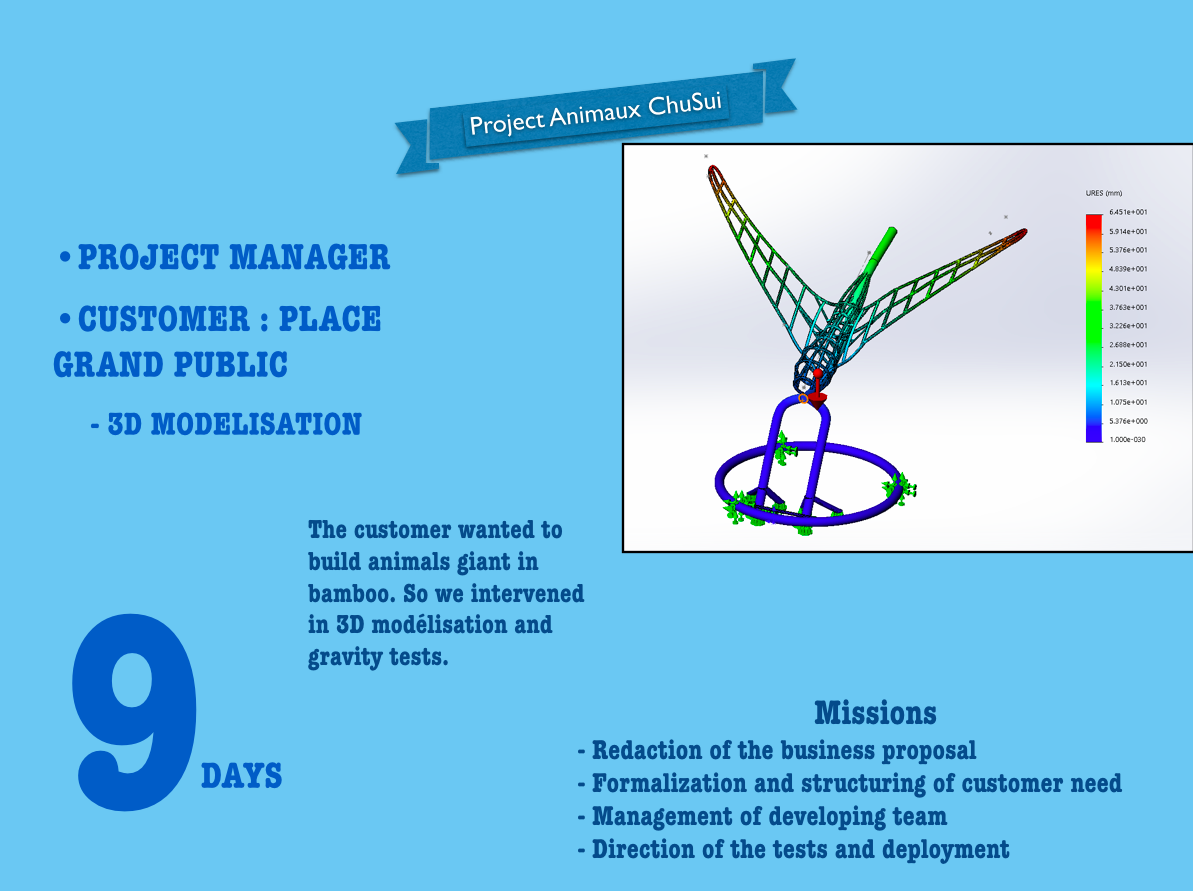 Project Animaux ChuSui
• PROJECT MANAGER
• CUSTOMER : PLACE
GRAND PUBLIC
- 3D MODELISATION
URES (mm)
6.451e+001
5.914e+001
5.376e+001
4.839e+001
4.301e+001
3.763e+001
3.226e+001
2.688e+001
2.150e+001
1.613e+001
1.075e+001
5.376e+000
1.000e-030
The customer wanted to
build animals giant in
bamboo. So we intervened
in 3D modélisation and
gravity tests.
9 DAYS
Missions
- Redaction of the business proposal
- Formalization and structuring of customer need
- Management of developing team
- Direction of the tests and deployment